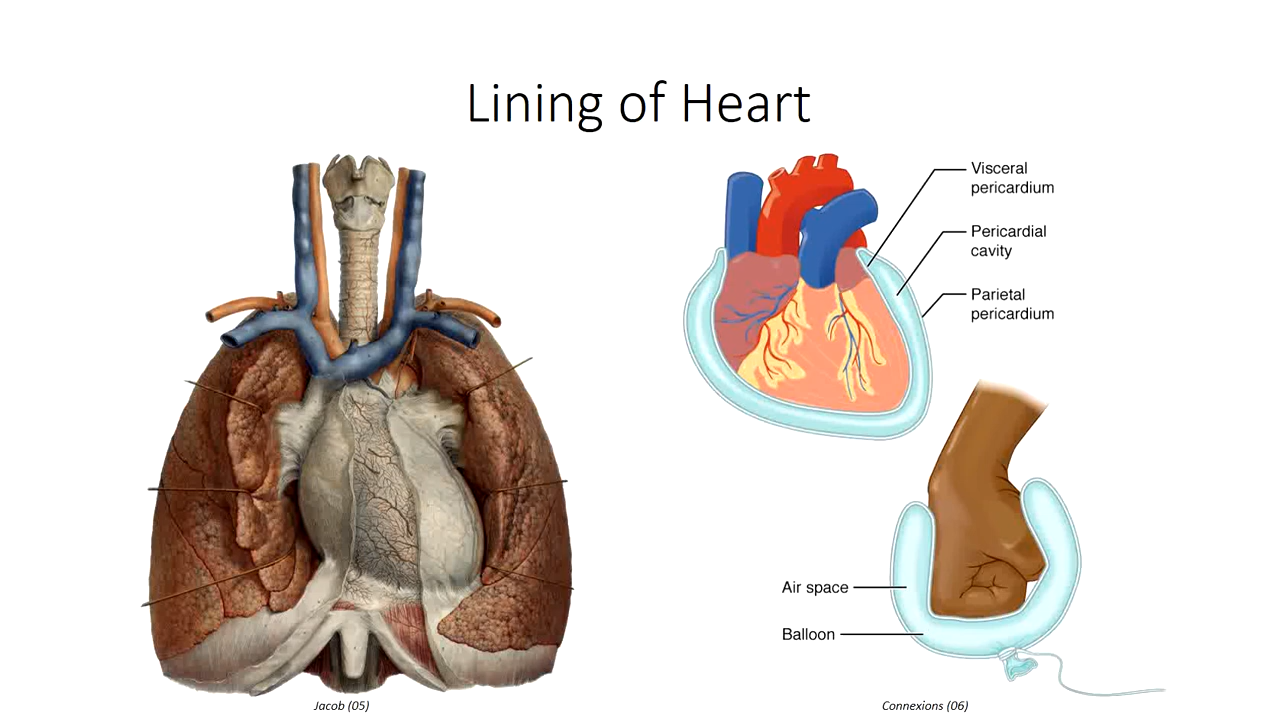 Lining of Heart
Visceral
pericardium
Pericardial
cavity
Parietal
pericardium
Air space
Balloon
Jacob (05)
Connexions (06)